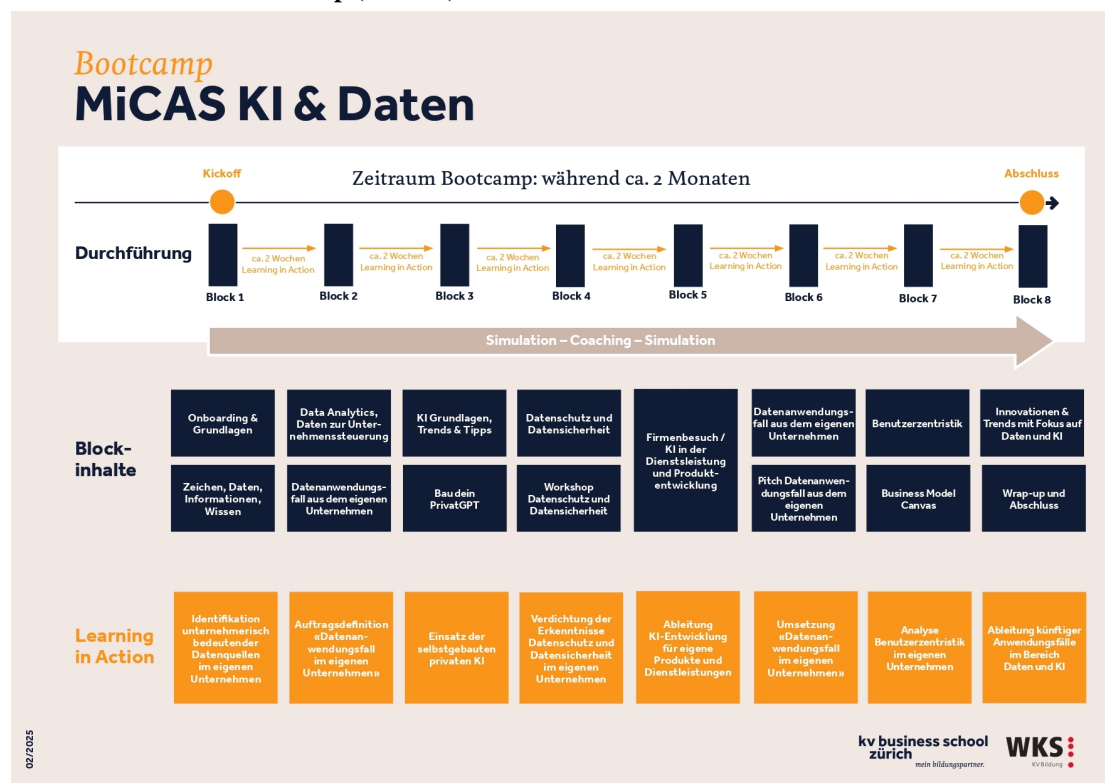 Bootcamp
MiCAS KI & Daten
Kickoff
Zeitraum Bootcamp: während ca. 2 Monaten
Abschluss
Durchführung
ca. 2 Wochen
Learning in Action
ca. 2 Wochen
Learning in Action
ca. 2 Wochen
Learning in Action
ca. 2 Wochen
Learning in Action
ca. 2 Wochen
Learning in Action
ca. 2 Wochen
Learning in Action
ca. 2 Wochen
Learning in Action
Block 1
Block 2
Block 3
Block 4
Block 5
Block 6
Block 7
Block 8
Simulation – Coaching – Simulation
Block-
inhalte
Onboarding &
Grundlagen
Data Analytics,
Daten zur Unter-
nehmenssteuerung
KI Grundlagen,
Trends & Tipps
Datenschutz und
Datensicherheit
Firmenbesuch /
KI in der
Dienstleistung
und Produkt-
entwicklung
Datenanwendungs-
fall aus dem eigenen
Unternehmen
Benutzerzentristik
Innovationen &
Trends mit Fokus auf
Daten und KI
Zeichen, Daten,
Informationen,
Wissen
Datenanwendungs-
fall aus dem eigenen
Unternehmen
Bau dein
PrivatGPT
Workshop
Datenschutz und
Datensicherheit
Pitch Datenanwen-
dungsfall aus dem
eigenen
Unternehmen
Business Model
Canvas
Wrap-up und
Abschluss
Learning
in Action
Identifikation
unternehmerisch
bedeutender
Datenquellen
im eigenen
Unternehmen
Auftragsdefinition
«Datenan-
wendungsfall
im eigenen
Unternehmen»
Einsatz der
selbstgebauten
privaten KI
Verdichtung der
Erkenntnisse
Datenschutz und
Datensicherheit
im eigenen
Unternehmen
Ableitung
KI-Entwicklung
für eigene
Produkte und
Dienstleistungen
Umsetzung
«Datenan-
wendungsfall
im eigenen
Unternehmen»
Analyse
Benutzerzentristik
im eigenen
Unternehmen
Ableitung künftiger
Anwendungsfälle
im Bereich
Daten und KI
02/2025
kv business school
zürich
mein bildungspartner.
WKS
KV Bildung